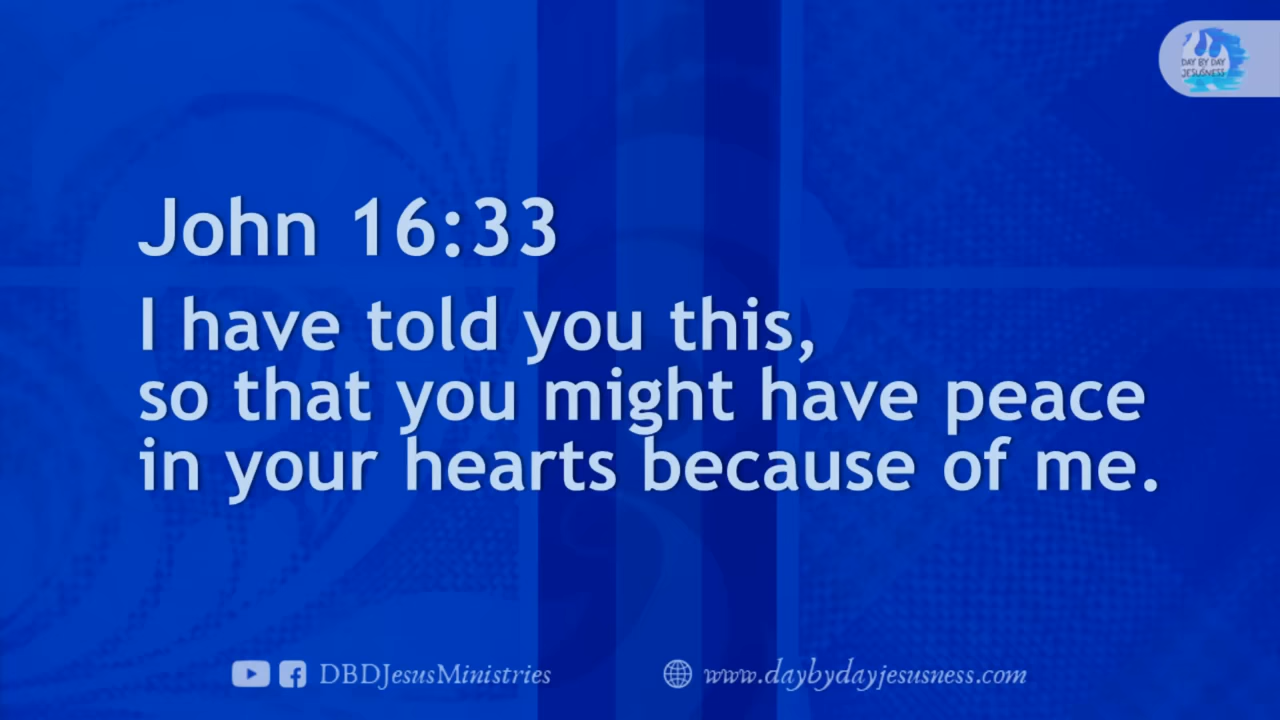 DAY BY DAY
JESUSNESS
John 16:33
I have told you this,
so that you might have peace
in your hearts because of me.
DBDJesusMinistries
www.daybydayjesusness.com